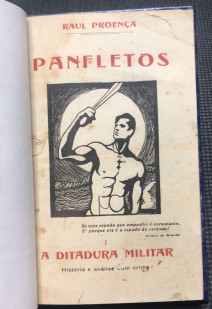 RAUL PROENÇA
PANFLETOS
Se esta espada que empunho é coruscante,
É porque ela é a espada da verdade!
A DITADURA MILITAR
História e análise dum crime